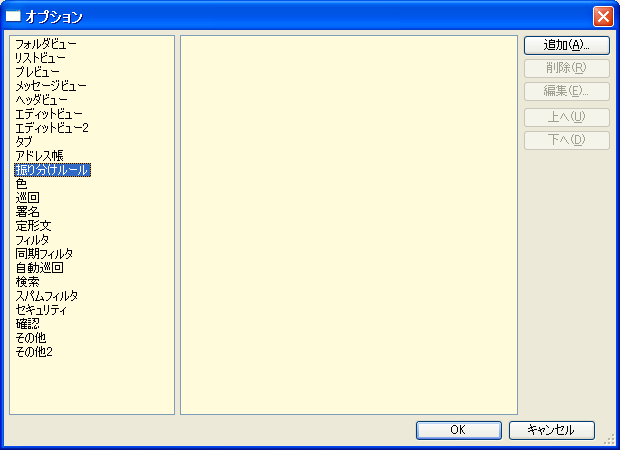 オプション
フォルダビュー
リストビュー
プレビュー
メッセージビュー
ヘッダビュー
エディットビュー
エディットビュー2
タブ
アドレス帳
振り分けルール
色
巡回
署名
定形文
フィルタ
同期フィルタ
自動巡回
検索
スパムフィルタ
セキュリティ
確認
その他
その他2
追加(A)...
削除(R)
編集(E)...
上へ(U)
下へ(D)
OK
キャンセル